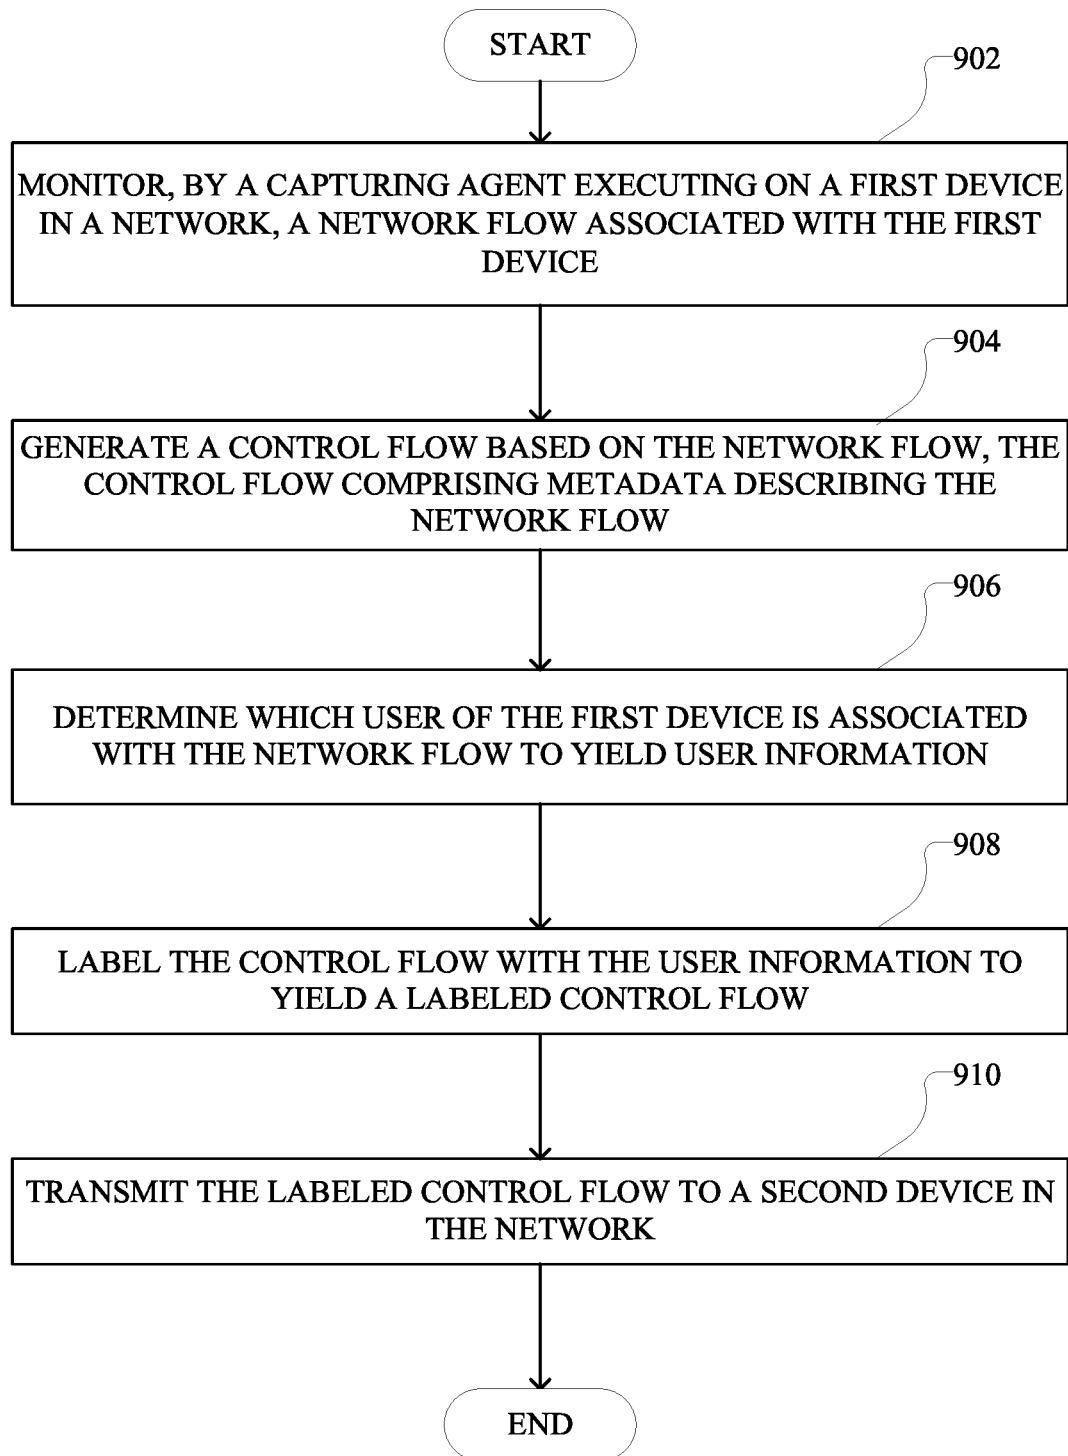 START
902
MONITOR, BY A CAPTURING AGENT EXECUTING ON A FIRST DEVICE
IN A NETWORK, A NETWORK FLOW ASSOCIATED WITH THE FIRST
DEVICE
904
GENERATE A CONTROL FLOW BASED ON THE NETWORK FLOW, THE
CONTROL FLOW COMPRISING METADATA DESCRIBING THE
NETWORK FLOW
906
DETERMINE WHICH USER OF THE FIRST DEVICE IS ASSOCIATED
WITH THE NETWORK FLOW TO YIELD USER INFORMATION
908
LABEL THE CONTROL FLOW WITH THE USER INFORMATION TO
YIELD A LABELED CONTROL FLOW
910
TRANSMIT THE LABELED CONTROL FLOW TO A SECOND DEVICE IN
THE NETWORK
END